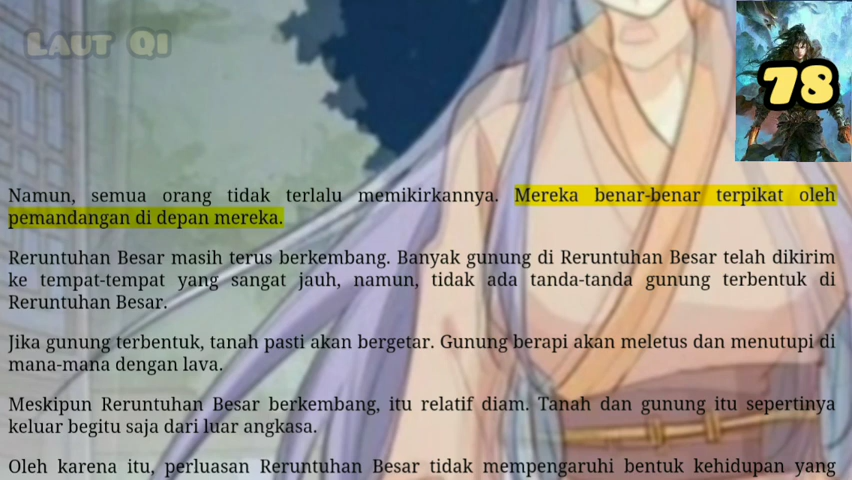 Laut Qi
78
Namun, semua orang tidak terlalu memikirkannya. Mereka benar-benar terpikat oleh
pemandangan di depan mereka.
Reruntuhan Besar masih terus berkembang. Banyak gunung di Reruntuhan Besar telah dikirim
ke tempat-tempat yang sangat jauh, namun, tidak ada tanda-tanda gunung terbentuk di
Reruntuhan Besar.
Jika gunung terbentuk, tanah pasti akan bergetar. Gunung berapi akan meletus dan menutupi di
mana-mana dengan lava.
Meskipun Reruntuhan Besar berkembang, itu relatif diam. Tanah dan gunung itu sepertinya
keluar begitu saja dari luar angkasa.
Oleh karena itu, perluasan Reruntuhan Besar tidak mempengaruhi bentuk kehidupan yang